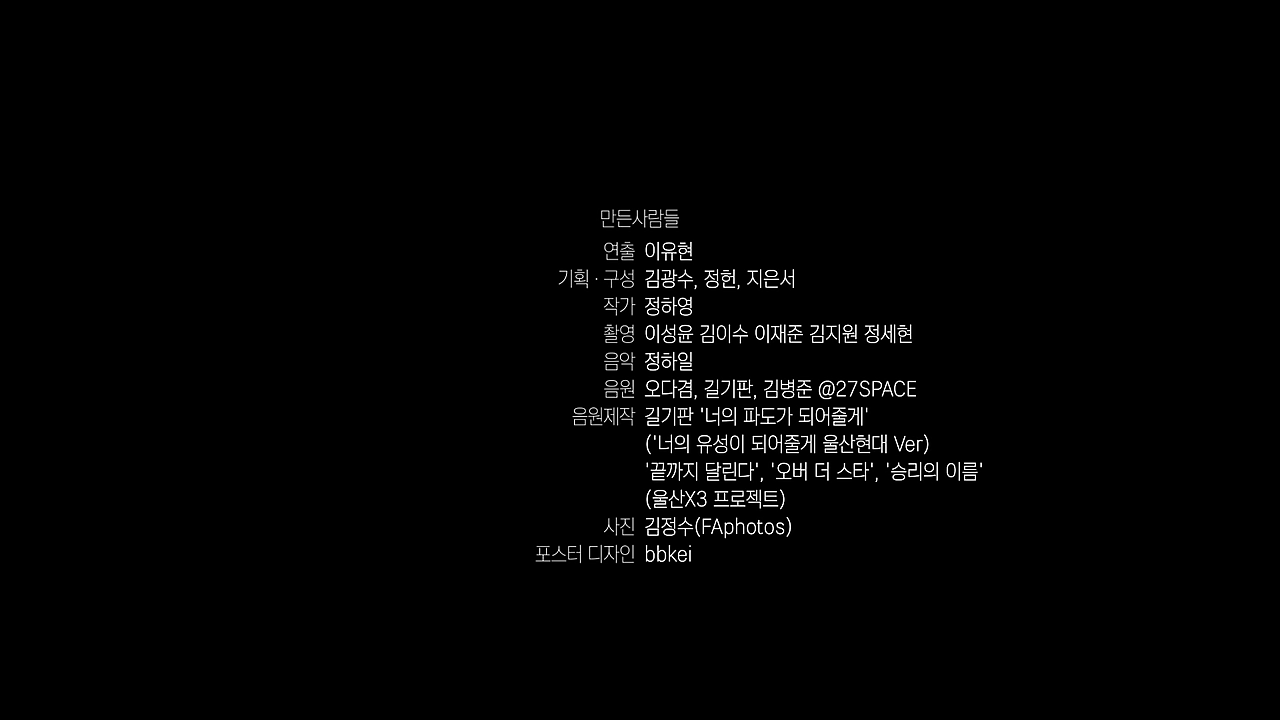 만든사람들
연출 이유현
기획·구성 김광수, 정헌, 지은서
작가 정하영
촬영 이성윤 김이수 이재준 김지원 정세현
음악 정하일
음원 오다겸, 길기판, 김병준 @27SPACE
음원제작 길기판 '너의 파도가 되어줄게'
('너의 유성이 되어줄게 울산현대 Ver)
'끝까지 달린다', '오버 더 스타', '승리의 이름'
(울산X3 프로젝트)
사진 김정수(FAphotos)
포스터 디자인 bbkei